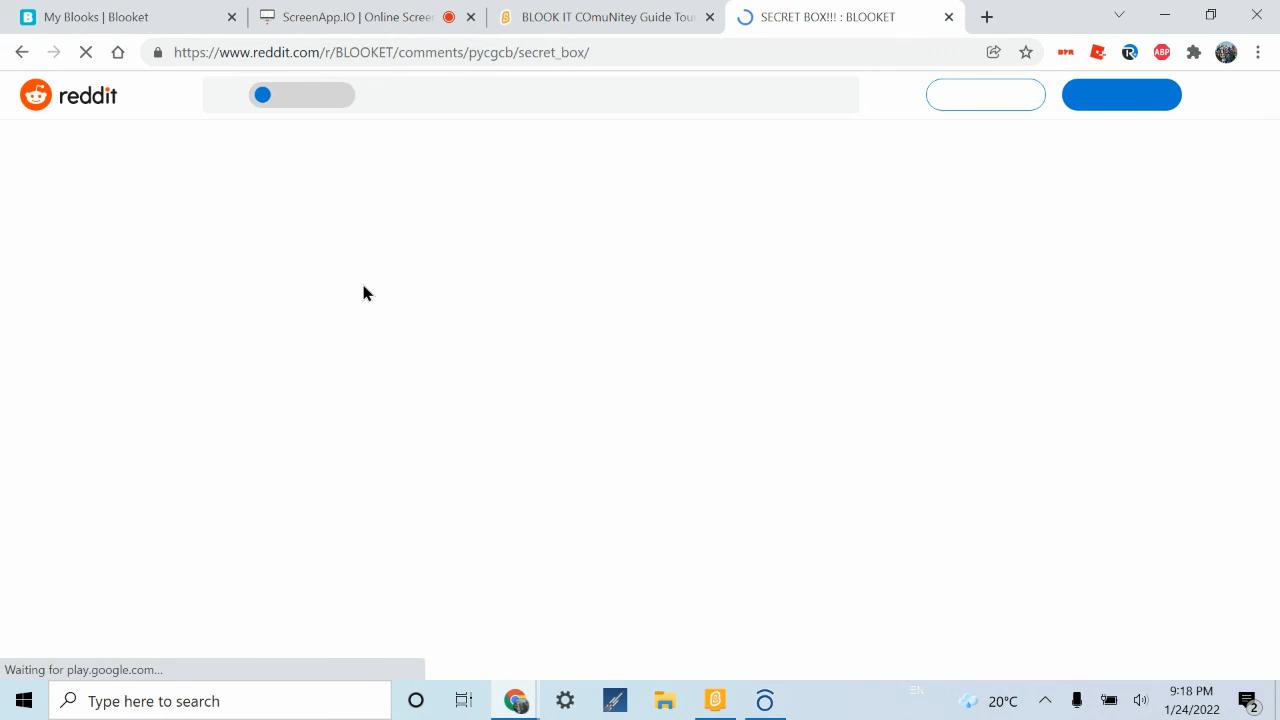 My Blooks | Blooket
ScreenApp.IO | Online Screen
BLOOK IT COmuNitey Guide Tou
SECRET BOX!!! : BLOOKET
https://www.reddit.com/r/BLOOKET/comments/pycgcb/secret_box/
reddit
Waiting for play.google.com...
Type here to search
EN
20°C
9:18 PM
1/24/2022
2